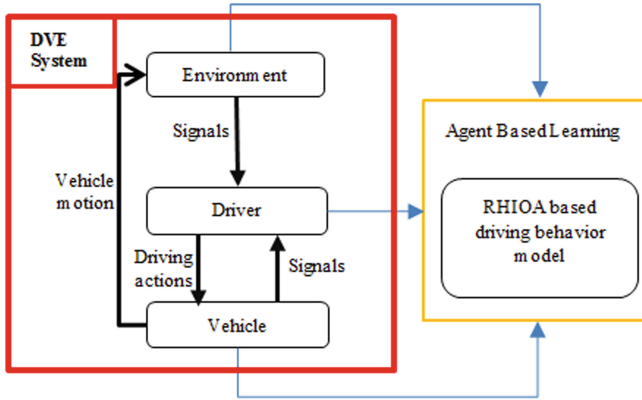 DVE
System
Environment
Signals
Vehicle
motion
Driver
Driving
actions
Signals
Vehicle
Agent Based Learning
RHIOA based
driving behavior
model